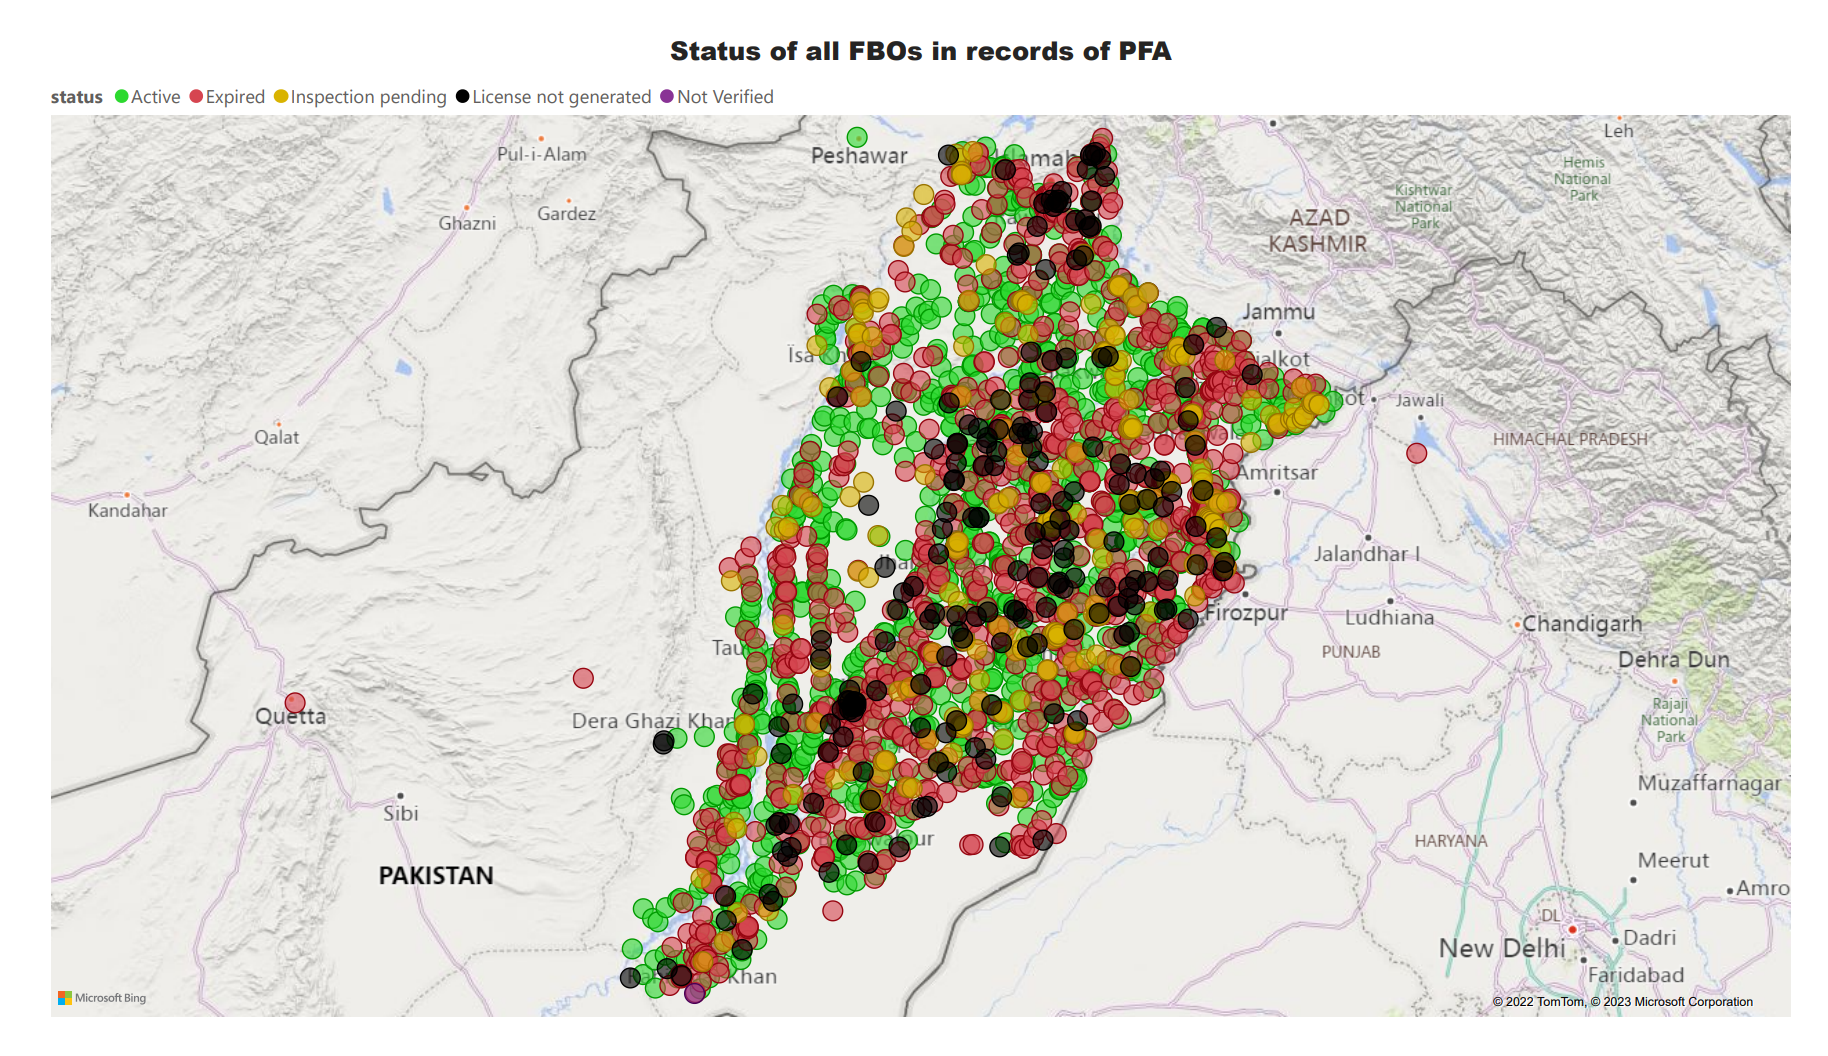 Status of all FBOs in records of PFA
status Active Expired Inspection pending License not generated Not Verified
Leh
Pul-i-Alam
Peshawar
Hemis
National
Park
Kishtwar
National
Park
Ghazni
Gardez
AZAD
KASHMIR
Jammu
Jawali
Qalat
HIMACHAL PRADESH
Amritsar
Kandahar
Jalandhar I
Firozpur
Ludhiana
Chandigarh
PUNJAB
Dehra Dun
Rajaji
National
Park
Quetta
Dera Ghazi Khan
Muzaffarnagar
Sibi
HARYANA
Meerut
PAKISTAN
Amro
DL
New Delhi
Dadri
Faridabad
Khan
Microsoft Bing
© 2022 TomTom, © 2023 Microsoft Corporation